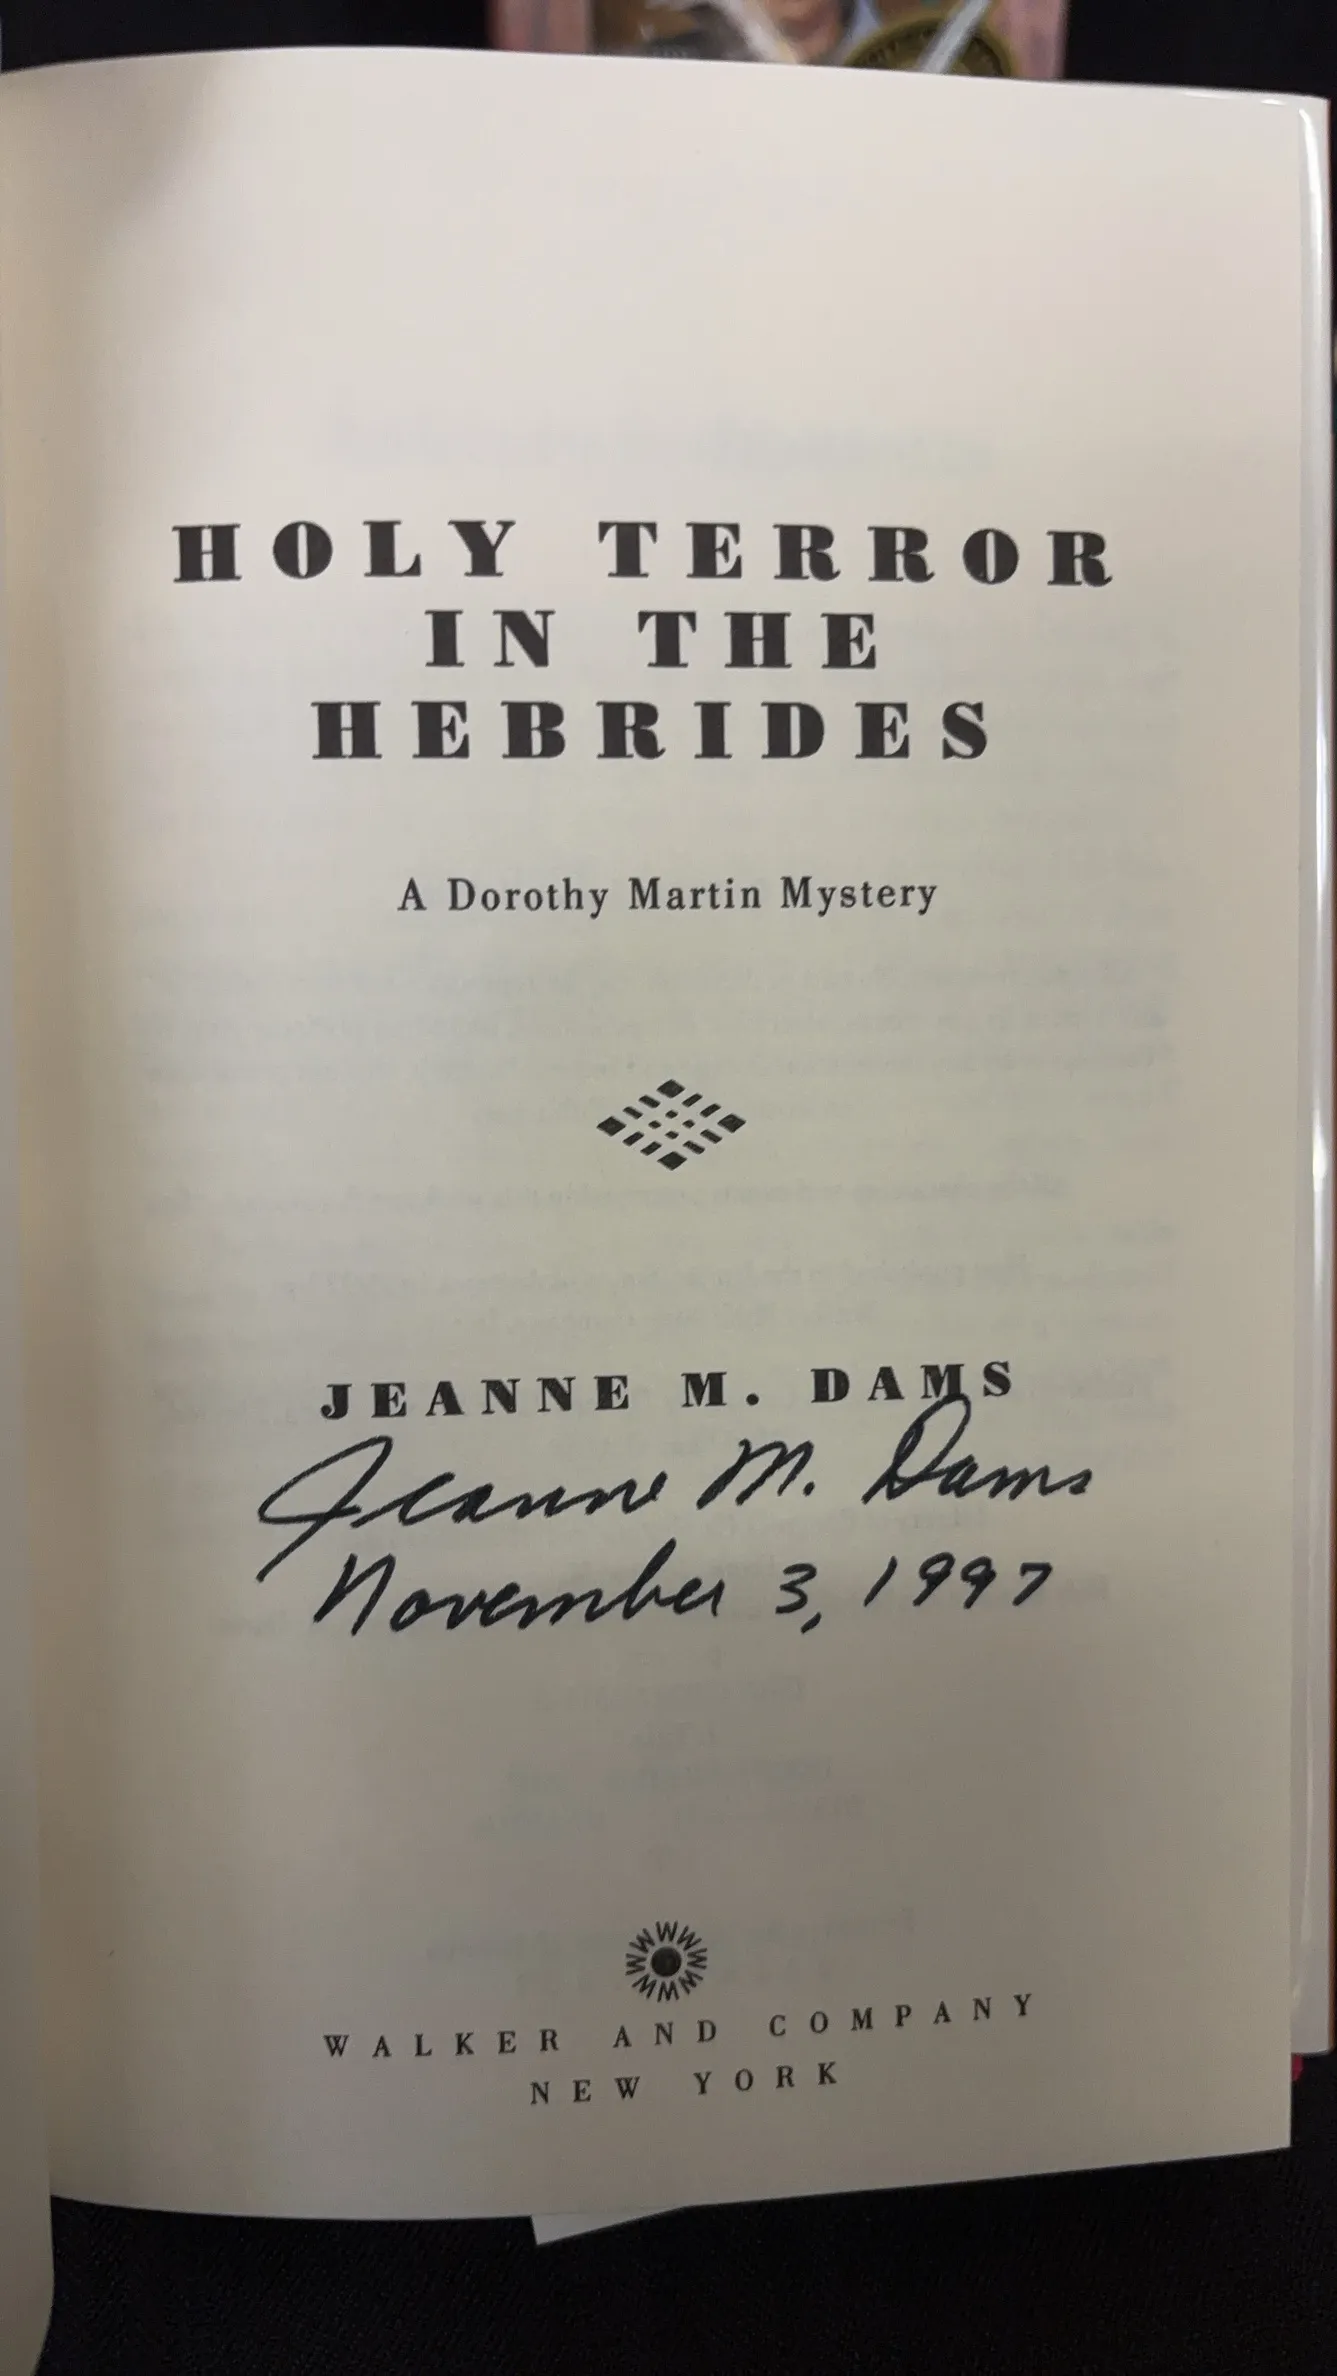 HOLY TERROR
IN THE
HEBRIDES
A Dorothy Martin Mystery
JEANNE M. DAMS
Jeanne M. Dams
November 3, 1997
WALKER AND COMPANY
NEW YORK